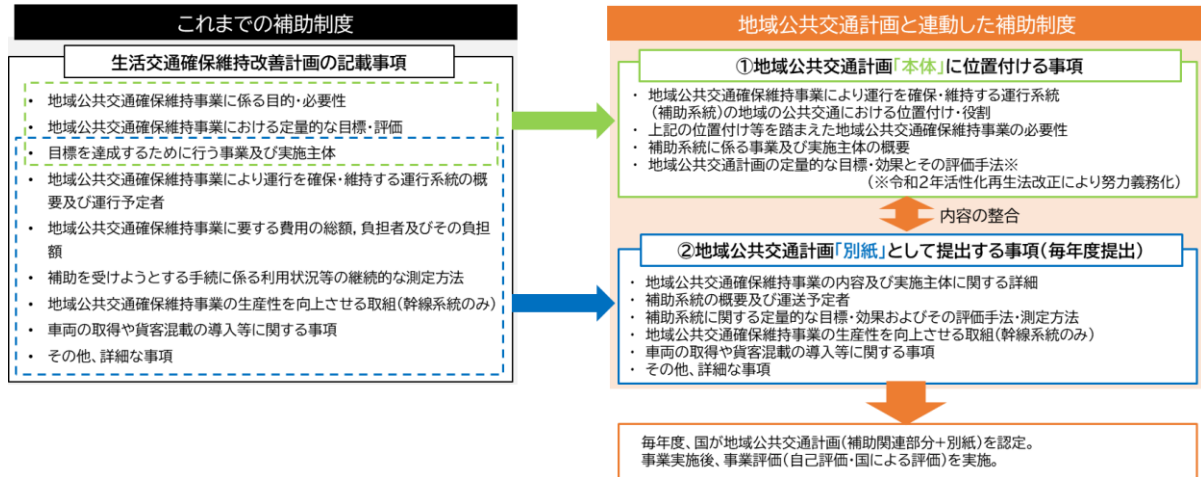 これまでの補助制度
生活交通確保維持改善計画の記載事項
・ 地域公共交通確保維持事業に係る目的・必要性
・ 地域公共交通確保維持事業における定量的な目標・評価
・ 目標を達成するために行う事業及び実施主体
・ 地域公共交通確保維持事業により運行を確保・維持する運行系統の概
要及び運行予定者
・ 地域公共交通確保維持事業に要する費用の総額，負担者及びその負担
額
・ 補助を受けようとする手続に係る利用状況等の継続的な測定方法
・ 地域公共交通確保維持事業の生産性を向上させる取組(幹線系統のみ)
・ 車両の取得や貨客混載の導入等に関する事項
・ その他、詳細な事項
地域公共交通計画と連動した補助制度
①地域公共交通計画「本体」に位置付ける事項
・ 地域公共交通確保維持事業により運行を確保・維持する運行系統
(補助系統)の地域の公共交通における位置付け・役割
・ 上記の位置付け等を踏まえた地域公共交通確保維持事業の必要性
・ 補助系統に係る事業及び実施主体の概要
・ 地域公共交通計画の定量的な目標・効果とその評価手法※
(※令和2年活性化再生法改正により努力義務化)
内容の整合
②地域公共交通計画「別紙」として提出する事項(毎年度提出)
・ 地域公共交通確保維持事業の内容及び実施主体に関する詳細
・ 補助系統の概要及び運送予定者
・ 補助系統に関する定量的な目標・効果およびその評価手法・測定方法
・ 地域公共交通確保維持事業の生産性を向上させる取組(幹線系統のみ)
・ 車両の取得や貨客混載の導入等に関する事項
・ その他、詳細な事項
毎年度、国が地域公共交通計画(補助関連部分+別紙)を認定。
事業実施後、事業評価(自己評価・国による評価)を実施。